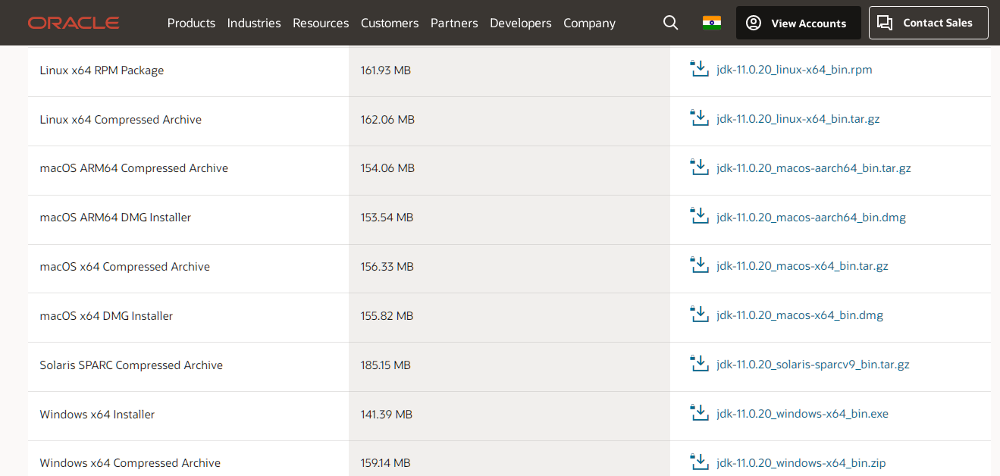 ORACLE Products Industries Resources Customers Partners Developers Company View Accounts Contact Sales
Linux x64 RPM Package 161.93 MB jdk-11.0.20_linux-x64_bin.rpm
Linux x64 Compressed Archive 162.06 MB jdk-11.0.20_linux-x64_bin.tar.gz
macOS ARM64 Compressed Archive 154.06 MB jdk-11.0.20_macos-aarch64_bin.tar.gz
macOS ARM64 DMG Installer 153.54 MB jdk-11.0.20_macos-aarch64_bin.dmg
macOS x64 Compressed Archive 156.33 MB jdk-11.0.20_macos-x64_bin.tar.gz
macOS x64 DMG Installer 155.82 MB jdk-11.0.20_macos-x64_bin.dmg
Solaris SPARC Compressed Archive 185.15 MB jdk-11.0.20_solaris-sparcv9_bin.tar.gz
Windows x64 Installer 141.39 MB jdk-11.0.20_windows-x64_bin.exe
Windows x64 Compressed Archive 159.14 MB jdk-11.0.20_windows-x64_bin.zip